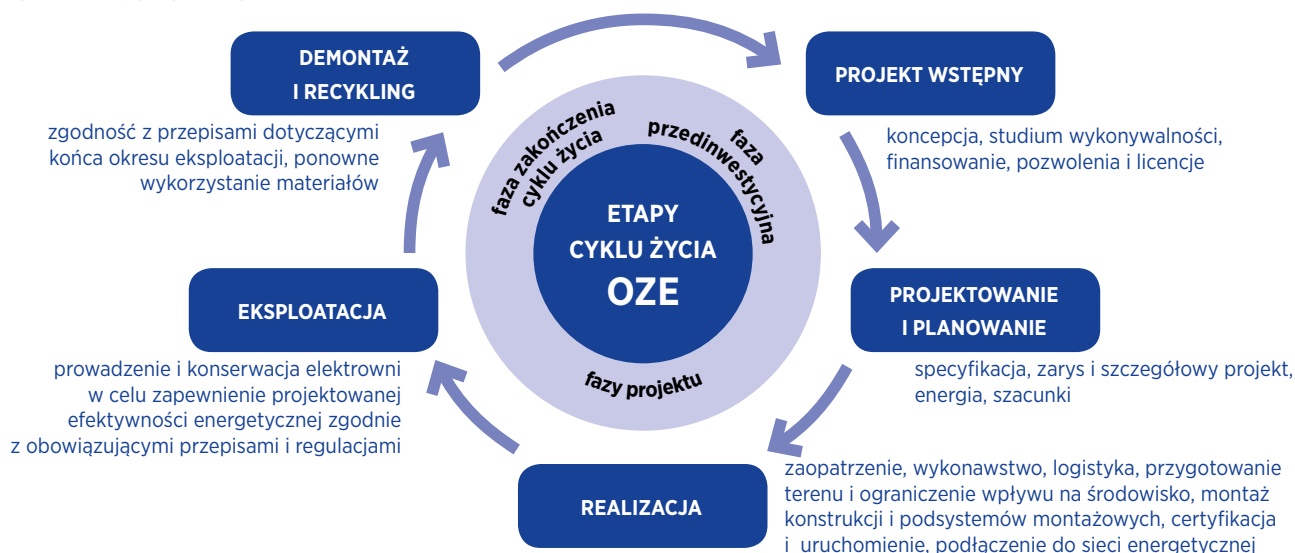 DEMONTAŻ
I RECYKLING
zgodność z przepisami dotyczącymi
końca okresu eksploatacji, ponowne
wykorzystanie materiałów
PROJEKT WSTĘPNY
koncepcja, studium wykonywalności,
finansowanie, pozwolenia i licencje
faza zakończenia
cyklu życia
faza
przedinwestycyjna
ETAPY
CYKLU ŻYCIA
OZE
fazy projektu
EKSPLOATACJA
prowadzenie i konserwacja elektrowni
w celu zapewnienie projektowanej
efektywności energetycznej zgodnie
z obowiązującymi przepisami i regulacjami
PROJEKTOWANIE
I PLANOWANIE
specyfikacja, zarys i szczegółowy projekt,
energia, szacunki
REALIZACJA
zaopatrzenie, wykonawstwo, logistyka, przygotowanie
terenu i ograniczenie wpływu na środowisko, montaż
konstrukcji i podsystemów montażowych, certyfikacja
i uruchomienie, podłączenie do sieci energetycznej